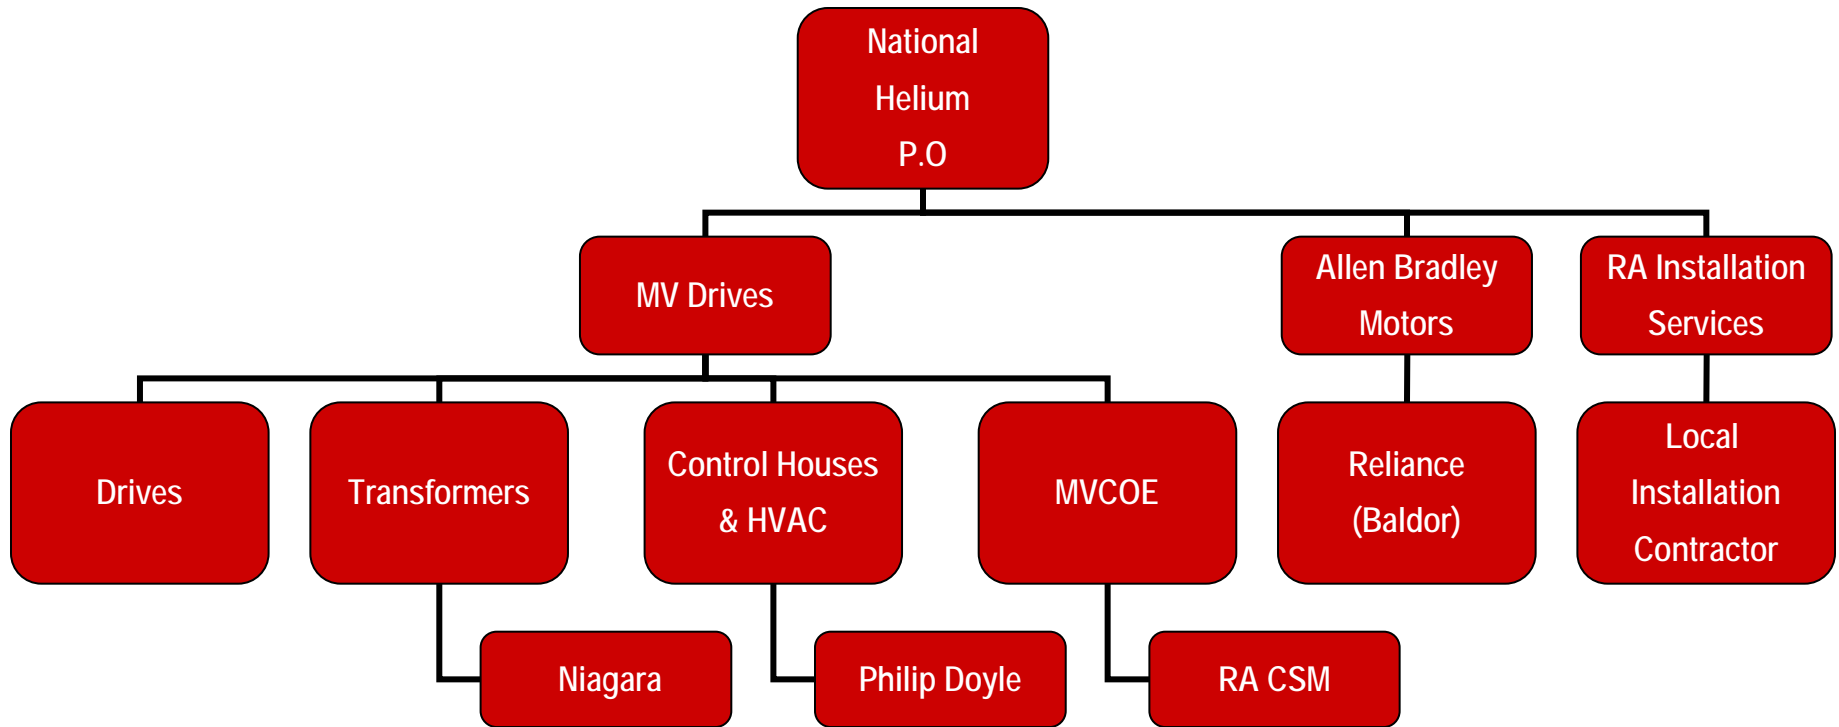 National
Helium
P.O
MV Drives
Allen Bradley
Motors
RA Installation
Services
Drives
Transformers
Control Houses
& HVAC
MVCOE
Reliance
(Baldor)
Local
Installation
Contractor
Niagara
Philip Doyle
RA CSM